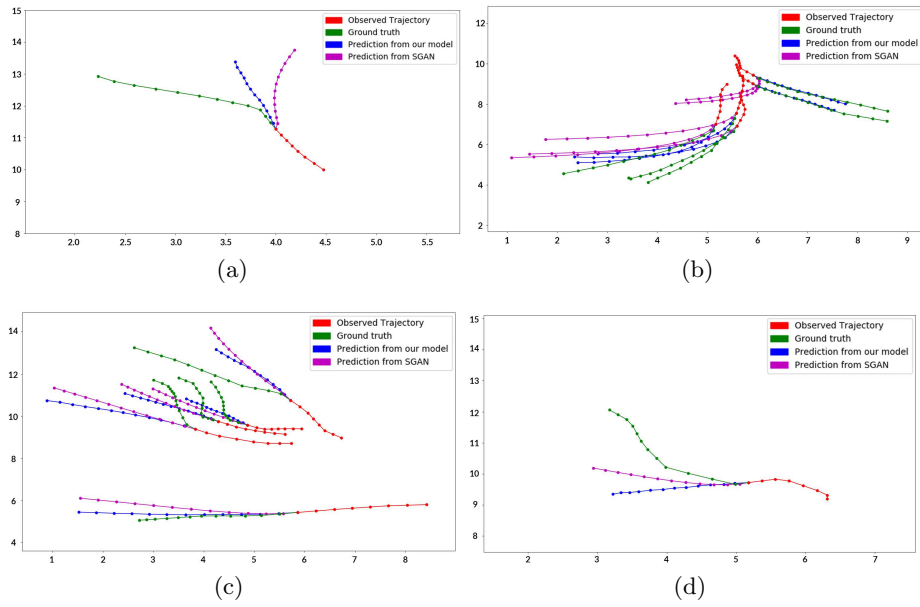 15
14
13
12
11
10
9
8
2.0 2.5 3.0 3.5 4.0 4.5 5.0 5.5
Observed Trajectory
Ground truth
Prediction from our model
Prediction from SGAN
(a)
12
10
8
6
4
2
1 2 3 4 5 6 7 8 9
Observed Trajectory
Ground truth
Prediction from our model
Prediction from SGAN
(b)
14
12
10
8
6
4
1 2 3 4 5 6 7 8
Observed Trajectory
Ground truth
Prediction from our model
Prediction from SGAN
(c)
15
14
13
12
11
10
9
8
2 3 4 5 6 7
Observed Trajectory
Ground truth
Prediction from our model
Prediction from SGAN
(d)